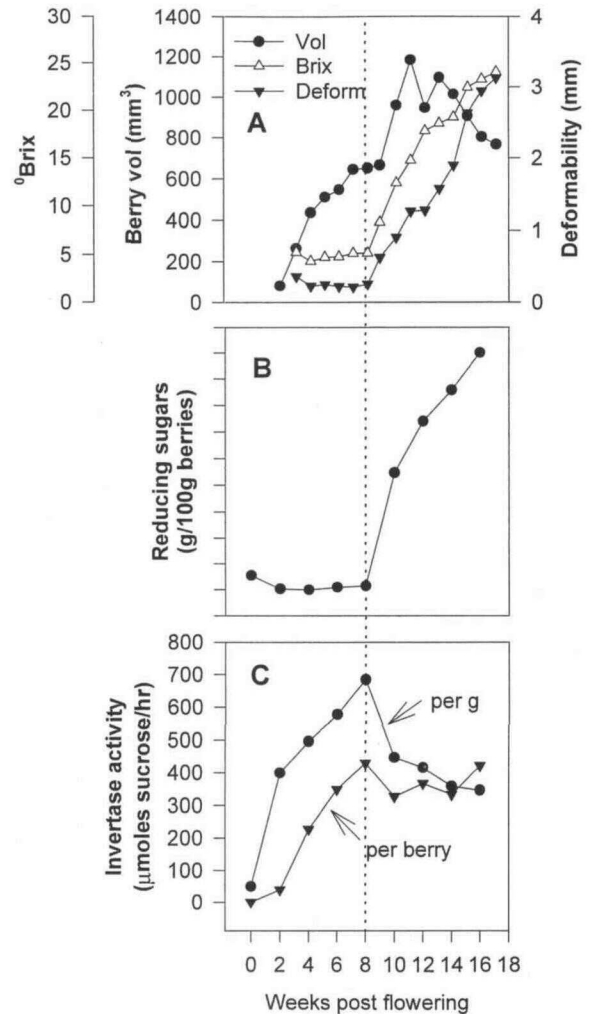 30
25
20
15
10
5
0
⁰Brix
1400
1200
1000
800
600
400
200
0
Berry vol (mm³)
Vol
Brix
Deform
A
4
3
2
1
0
Deformability (mm)
B
Reducing sugars
(g/100g berries)
800
700
600
500
400
300
200
100
0
Invertase activity
(μmoles sucrose/hr)
C
per g
per berry
0 2 4 6 8 10 12 14 16 18
Weeks post flowering